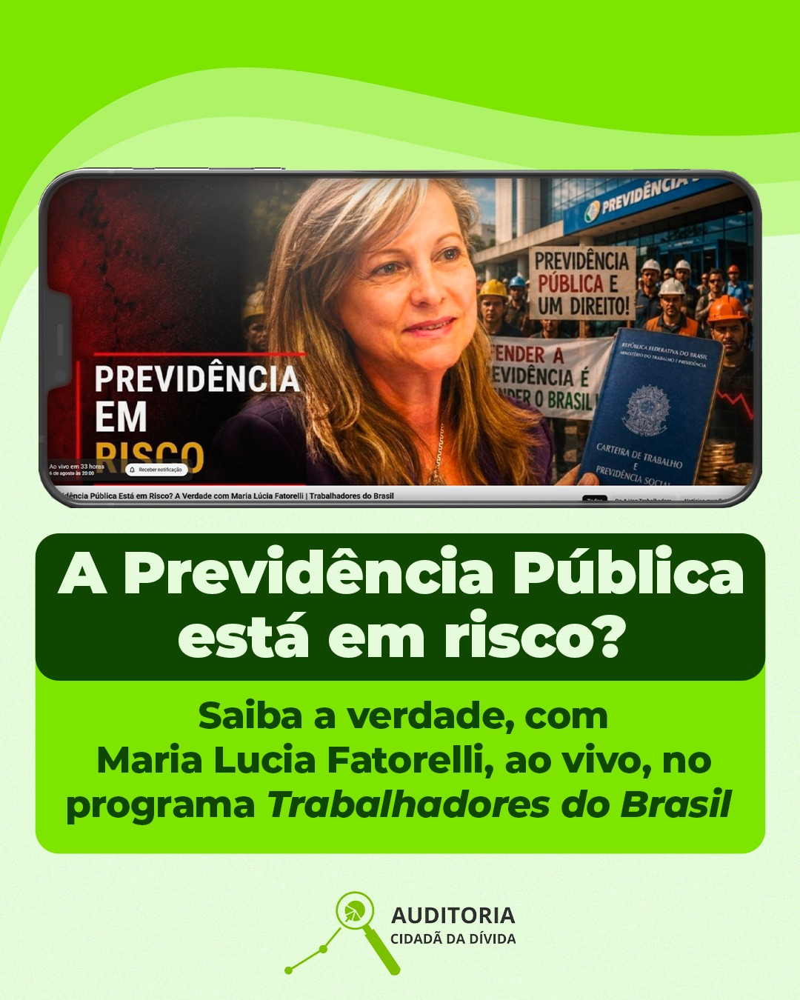 PREVIDÊNCIA
PREVIDÊNCIA
PÚBLICA E
UM DIREITO!
ENDER A
EVIDÊNCIA É
DER O BRASIL
REPÚBLICA FEDERATIVA DO BRASIL
MINISTÉRIO DO TRABALHO E PREVIDÊNCIA
CARTEIRA DE TRABALHO
E
PREVIDÊNCIA SOCIAL
PREVIDÊNCIA
EM
RISCO
Ao vivo em 33 horas
6 de agosto às 20:00
Receber notificação
dência Pública Está em Risco? A Verdade com Maria Lúcia Fatorelli | Trabalhadores do Brasil
A Previdência Pública
está em risco?
Saiba a verdade, com
Maria Lucia Fatorelli, ao vivo, no
programa Trabalhadores do Brasil
AUDITORIA
CIDADÃ DA DÍVIDA